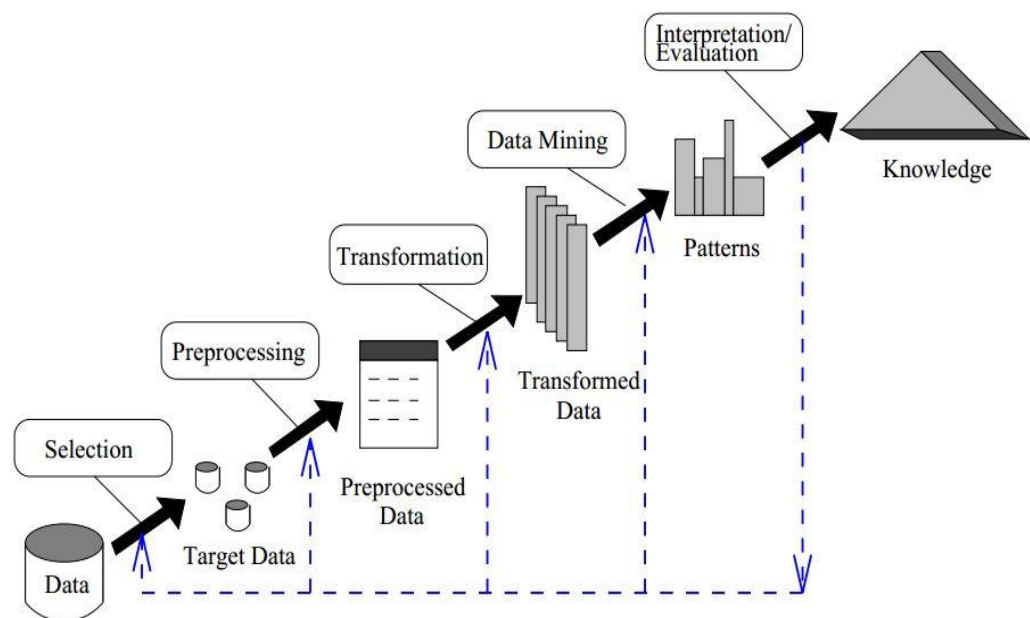 Interpretation/
Evaluation
Data Mining
Knowledge
Transformation
Patterns
Preprocessing
Transformed
Data
Selection
Preprocessed
Data
Target Data
Data